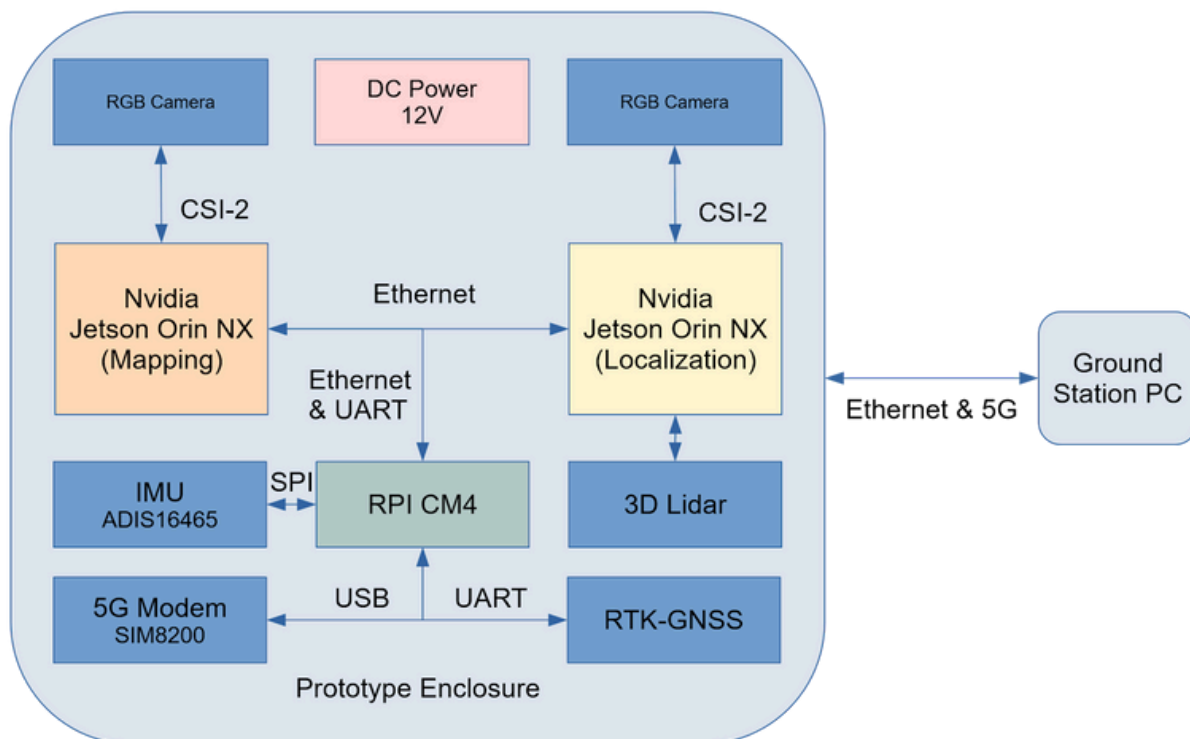 RGB Camera
DC Power
12V
RGB Camera
CSI-2
CSI-2
Nvidia
Jetson Orin NX
(Mapping)
Ethernet
Nvidia
Jetson Orin NX
(Localization)
Ethernet
& UART
Ground
Station PC
Ethernet & 5G
IMU
ADIS16465
SPI
RPI CM4
3D Lidar
5G Modem
SIM8200
USB
UART
RTK-GNSS
Prototype Enclosure